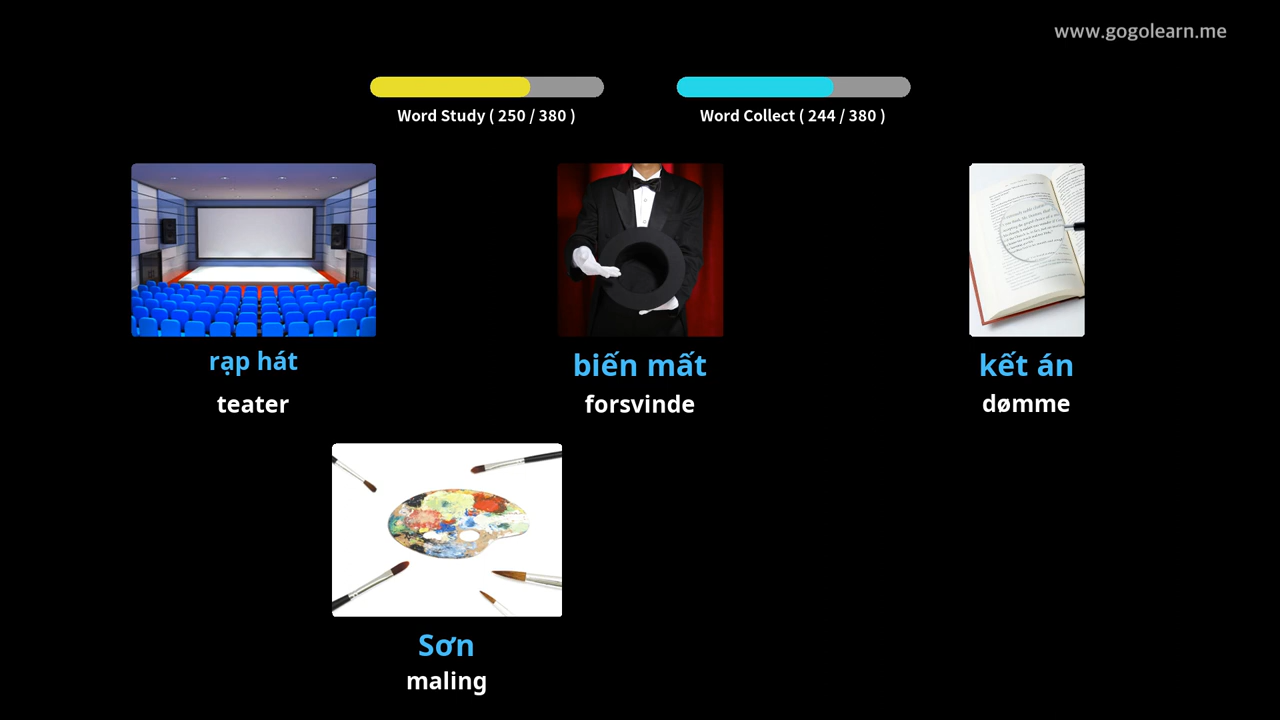 www.gogolearn.me
Word Study ( 250 / 380 )
Word Collect ( 244 / 380 )
rạp hát
teater
biến mất
forsvinde
kết án
dømme
Sơn
maling